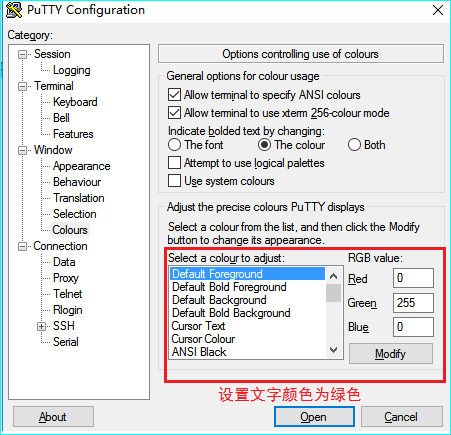 PuTTY Configuration
Category:
Session
Logging
Terminal
Keyboard
Bell
Features
Window
Appearance
Behaviour
Translation
Selection
Colours
Connection
Data
Proxy
Telnet
Rlogin
SSH
Serial
Options controlling use of colours
General options for colour usage
Allow terminal to specify ANSI colours
Allow terminal to use xterm 256-colour mode
Indicate bolded text by changing:
The font The colour Both
Attempt to use logical palettes
Use system colours
Adjust the precise colours PuTTY displays
Select a colour from the list, and then click the Modify
button to change its appearance.
Select a colour to adjust:
Default Foreground
Default Bold Foreground
Default Background
Default Bold Background
Cursor Text
Cursor Colour
ANSI Black
RGB value:
Red 0
Green 255
Blue 0
Modify
设置文字颜色为绿色
About Open Cancel